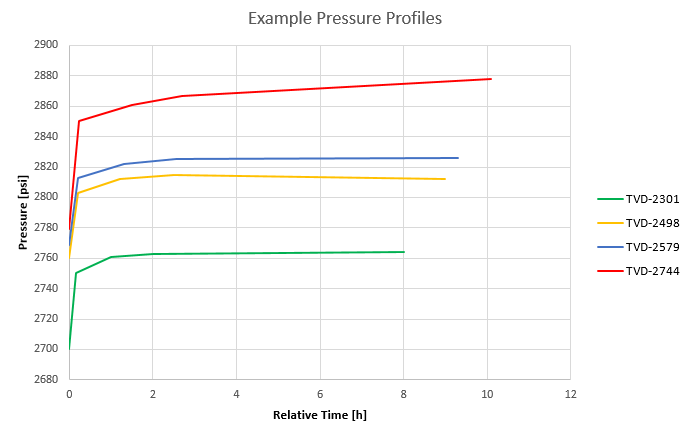 Example Pressure Profiles
2900
2880
2860
2840
2820
2800
2780
2760
2740
2720
2700
2680
Pressure [psi]
0 2 4 6 8 10 12
Relative Time [h]
TVD-2301
TVD-2498
TVD-2579
TVD-2744